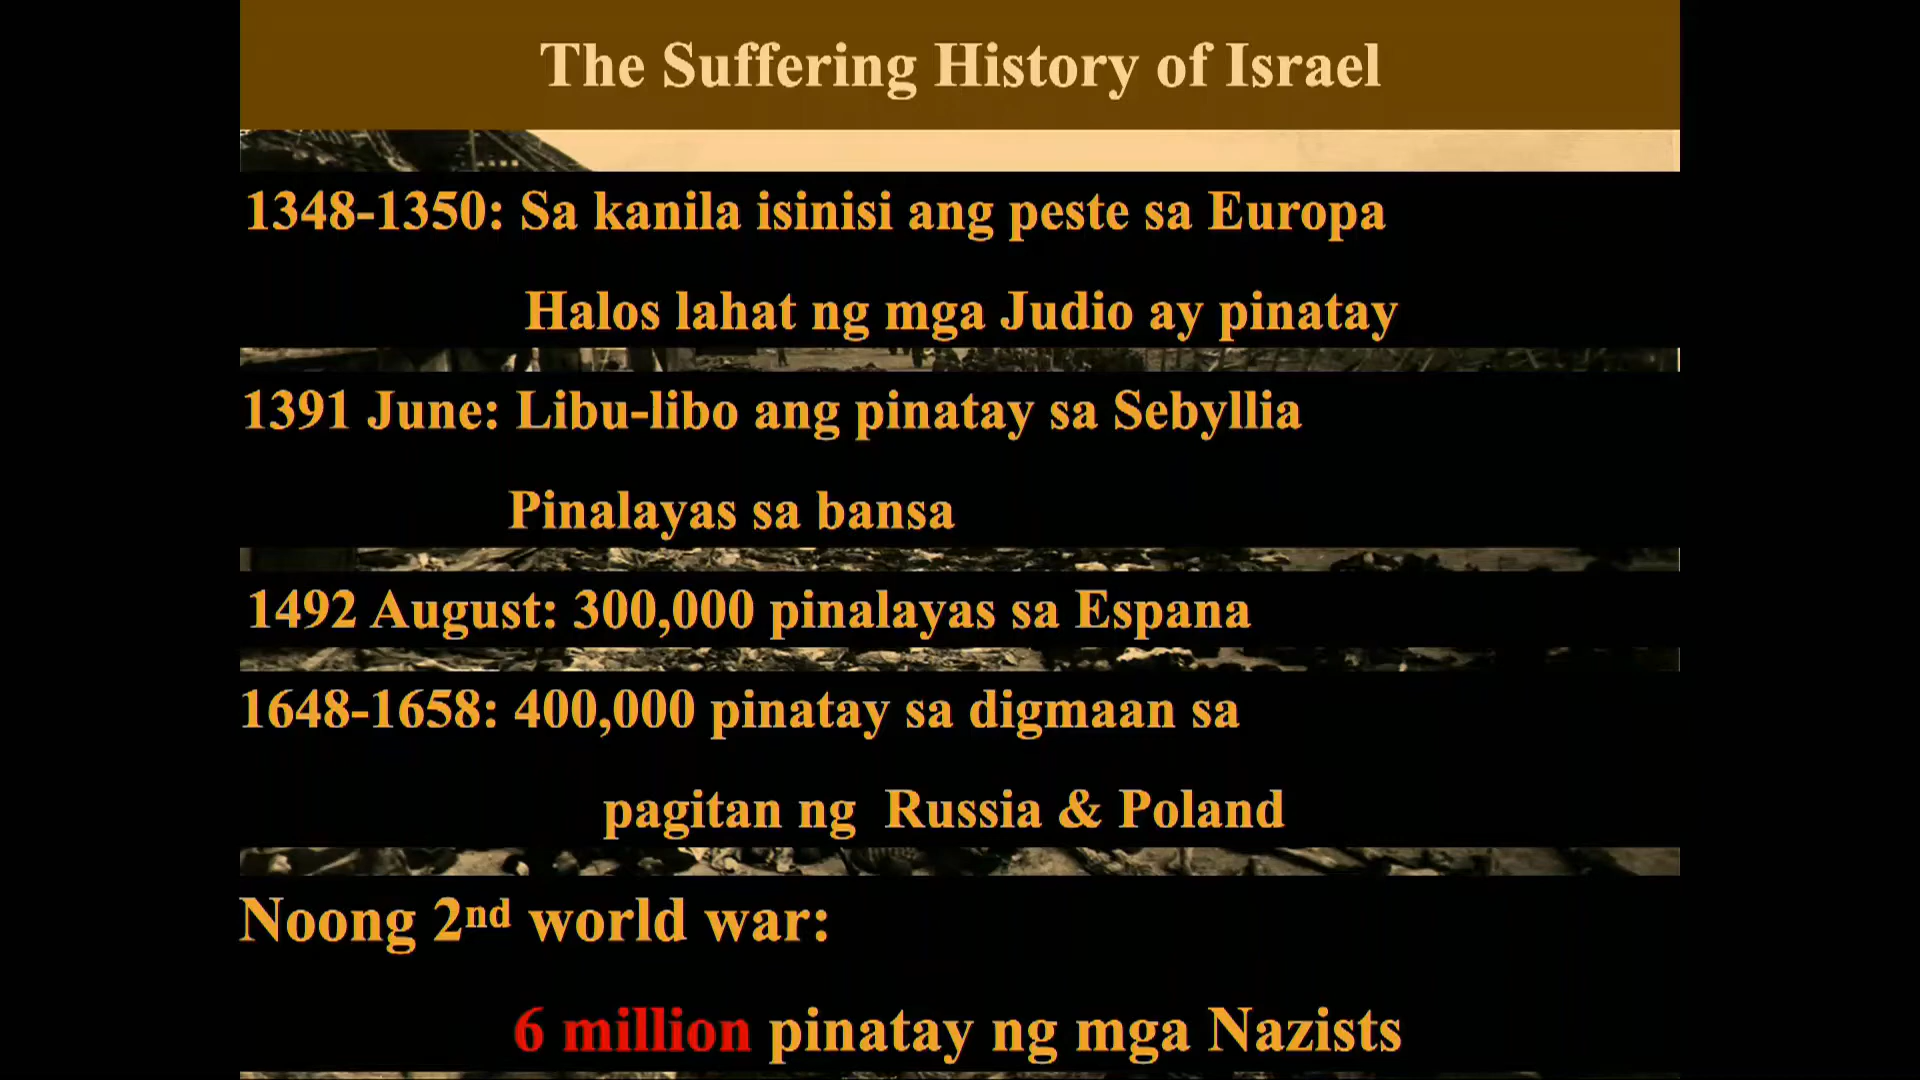 The Suffering History of Israel
1348-1350: Sa kanila isinisi ang peste sa Europa
Halos lahat ng mga Judio ay pinatay
1391 June: Libu-libo ang pinatay sa Sebyllia
Pinalayas sa bansa
1492 August: 300,000 pinalayas sa Espana
1648-1658: 400,000 pinatay sa digmaan sa
pagitan ng Russia & Poland
Noong 2nd world war:
6 million pinatay ng mga Nazists